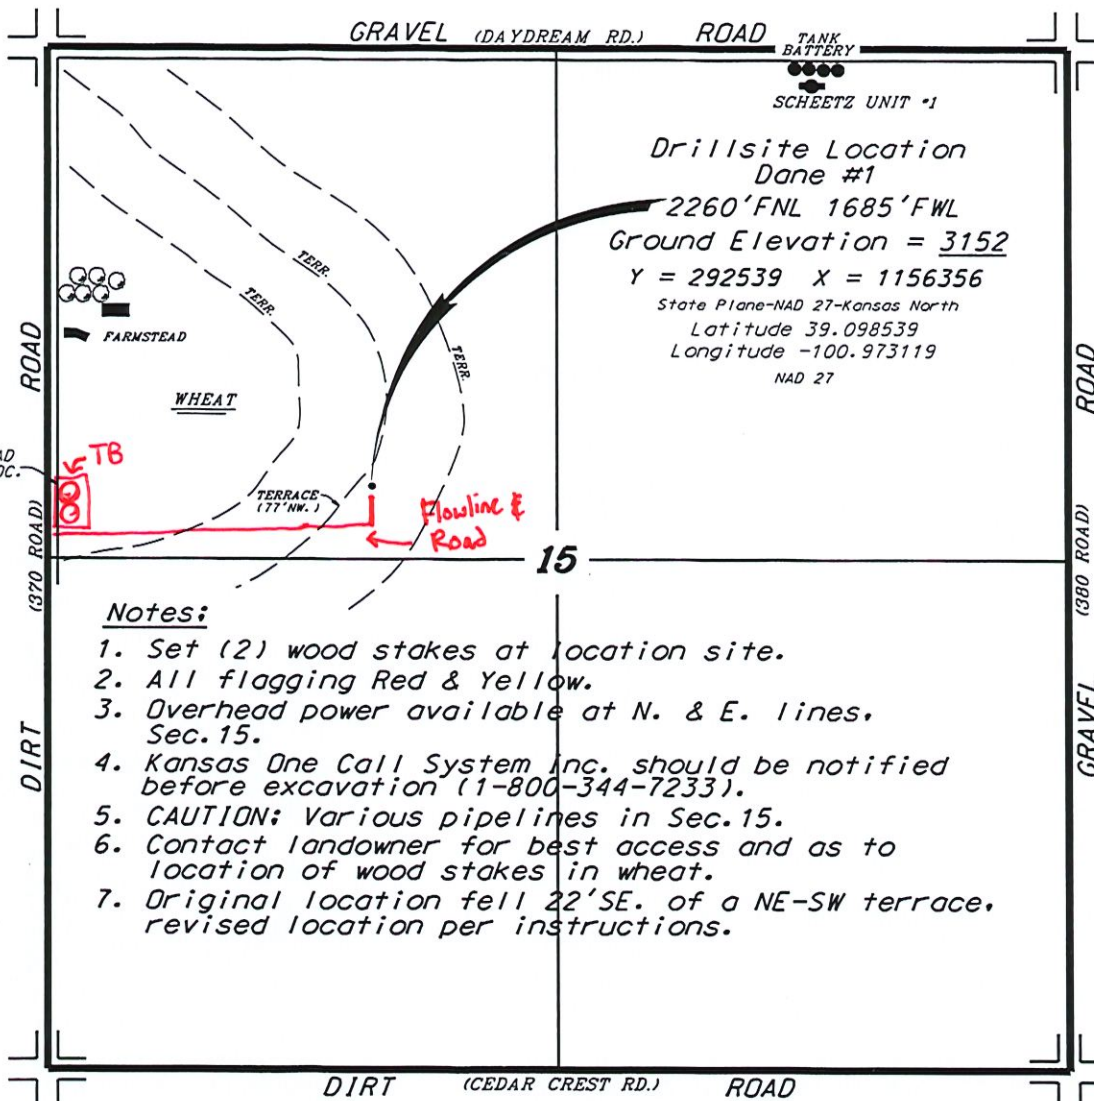 GRAVEL (DAYDREAM RD.) ROAD
TANK
BATTERY
SCHEETZ UNIT #1
Drillsite Location
Dane #1
2260'FNL 1685'FWL
Ground Elevation = 3152
Y = 292539 X = 1156356
State Plane-NAD 27-Kansas North
Latitude 39.098539
Longitude -100.973119
NAD 27
TERR.
TERR.
TERR.
FARMSTEAD
WHEAT
TB
TERRACE
(77'NW.)
Flowline &
Road
15
DIRT (370 ROAD) ROAD
GRAVEL (380 ROAD) ROAD
Notes:
1. Set (2) wood stakes at location site.
2. All flagging Red & Yellow.
3. Overhead power available at N. & E. lines,
Sec.15.
4. Kansas One Call System Inc. should be notified
before excavation (1-800-344-7233).
5. CAUTION: Various pipelines in Sec.15.
6. Contact landowner for best access and as to
location of wood stakes in wheat.
7. Original location fell 22'SE. of a NE-SW terrace,
revised location per instructions.
DIRT (CEDAR CREST RD.) ROAD